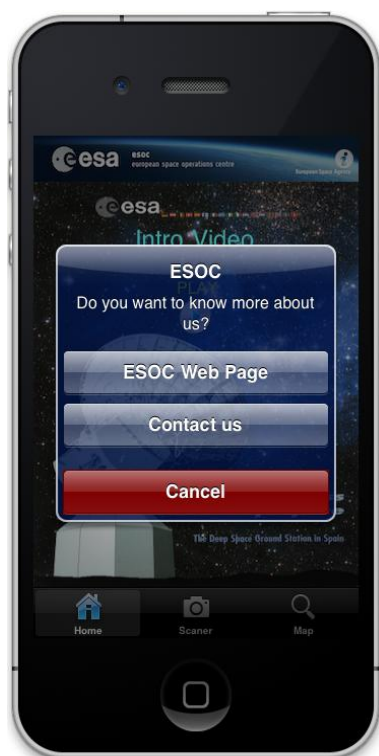 esa
esoc
european space operations centre
European Space Agency
esa
Intro Video
PLAY
ESOC
Do you want to know more about
us?
ESOC Web Page
Contact us
Cancel
The Deep Space Ground Station in Spain
Home
Scaner
Map